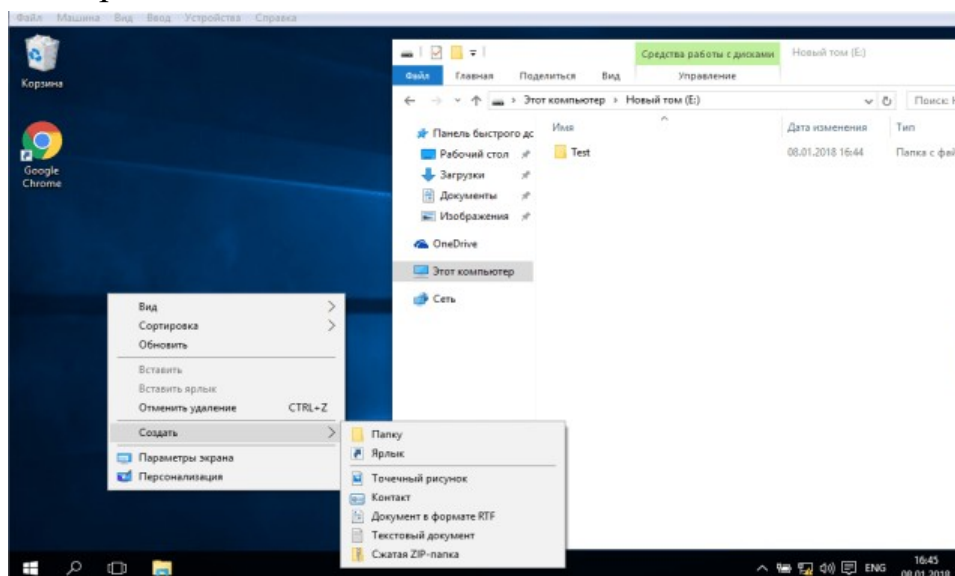 Файл Машина Вид Ввод Устройства Справка
Корзина
Google
Chrome
Средства работы с дисками
Новый том (E:)
Файл
Главная
Поделиться
Вид
Управление
Этот компьютер › Новый том (E:)
Поиск:
Панель быстрого дс
Рабочий стол
Загрузки
Документы
Изображения
OneDrive
Этот компьютер
Сеть
Имя
Дата изменения
Тип
Test
08.01.2018 16:44
Папка с фай
Вид
Сортировка
Обновить
Вставить
Вставить ярлык
Отменить удаление CTRL+Z
Создать
Параметры экрана
Персонализация
Папку
Ярлык
Точечный рисунок
Контакт
Документ в формате RTF
Текстовый документ
Сжатая ZIP-папка
ENG
16:45
08.01.2018